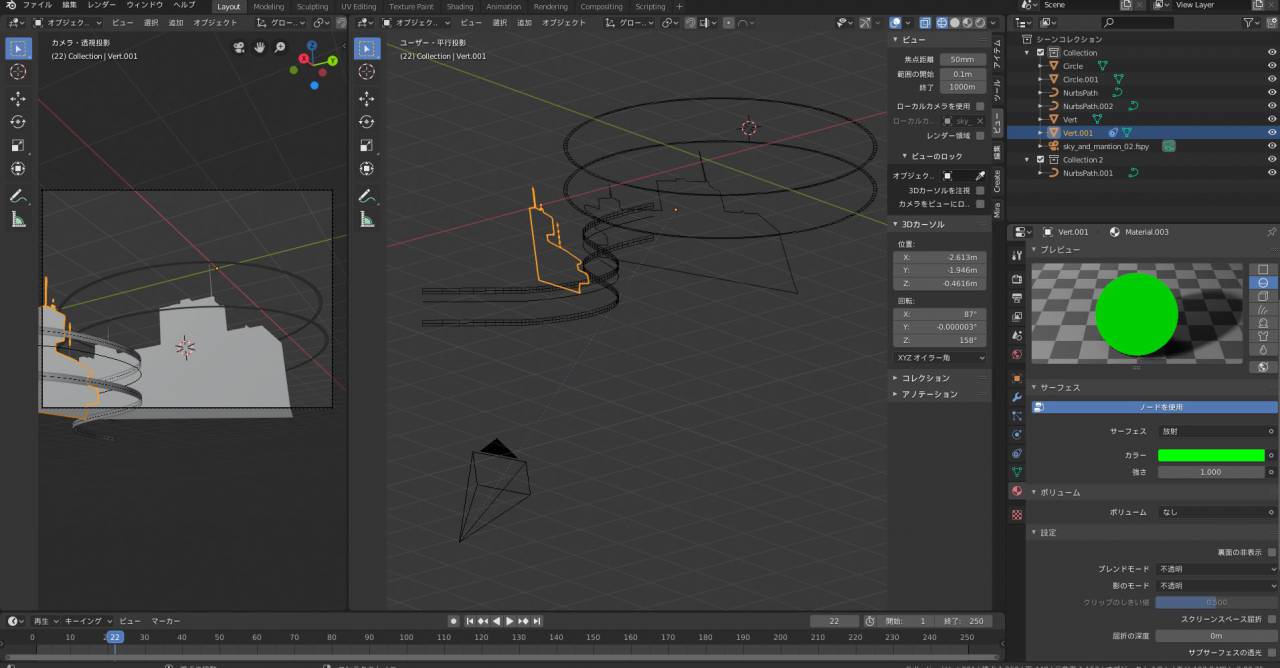 ファイル 編集 レンダー ウィンドウ ヘルプ Layout Modeling Sculpting UV Editing Texture Paint Shading Animation Rendering Compositing Scripting + Scene View Layer
オブジェク.. ビュー 選択 追加 オブジェクト グロー.. オブジェク.. ビュー 選択 追加 オブジェクト グロー..
カメラ・透視投影
(22) Collection | Vert.001
ユーザー・平行投影
(22) Collection | Vert.001
X
Y
Z
ビュー
焦点距離 50mm
範囲の開始 0.1m
終了 1000m
ローカルカメラを使用
ローカルカ.. sky_
レンダー領域
ビューのロック
オブジェク..
3Dカーソルを注視
カメラをビューにロ..
3Dカーソル
位置:
X: -2.613m
Y: -1.946m
Z: -0.4616m
回転:
X: 87°
Y: -0.000003°
Z: 158°
XYZ オイラー角
コレクション
アノテーション
アイテム
ツール
ビュー
編集
Create
Mira
シーンコレクション
Collection
Circle
Circle.001
NurbsPath
NurbsPath.002
Vert
Vert.001
sky_and_mantion_02.fspy
Collection 2
NurbsPath.001
Vert.001 Material.003
プレビュー
サーフェス
ノードを使用
サーフェス 放射
カラー
強さ 1.000
ボリューム
ボリューム なし
設定
裏面の非表示
ブレンドモード 不透明
影のモード 不透明
クリップのしきい値 0.500
スクリーンスペース屈折
屈折の深度 0m
サブサーフェスの透光
再生 キーイング ビュー マーカー 22 開始: 1 終了: 250
0 10 22 30 40 50 60 70 80 90 100 110 120 130 140 150 160 170 180 190 200 210 220 230 240 250